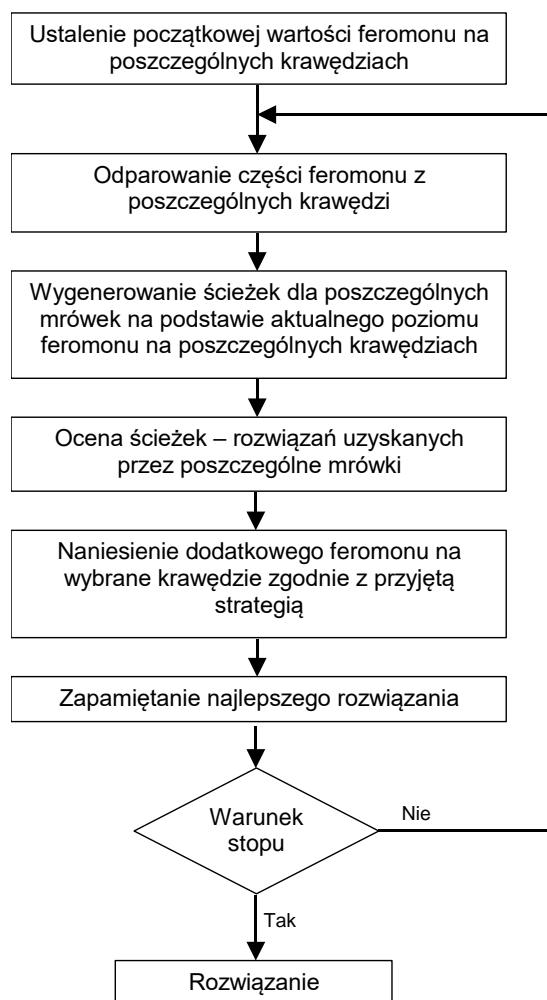 Ustalenie początkowej wartości feromonu na
poszczególnych krawędziach
Odparowanie części feromonu z
poszczególnych krawędzi
Wygenerowanie ścieżek dla poszczególnych
mrówek na podstawie aktualnego poziomu
feromonu na poszczególnych krawędziach
Ocena ścieżek – rozwiązań uzyskanych
przez poszczególne mrówki
Naniesienie dodatkowego feromonu na
wybrane krawędzie zgodnie z przyjętą
strategią
Zapamiętanie najlepszego rozwiązania
Warunek
stopu
Nie
Tak
Rozwiązanie